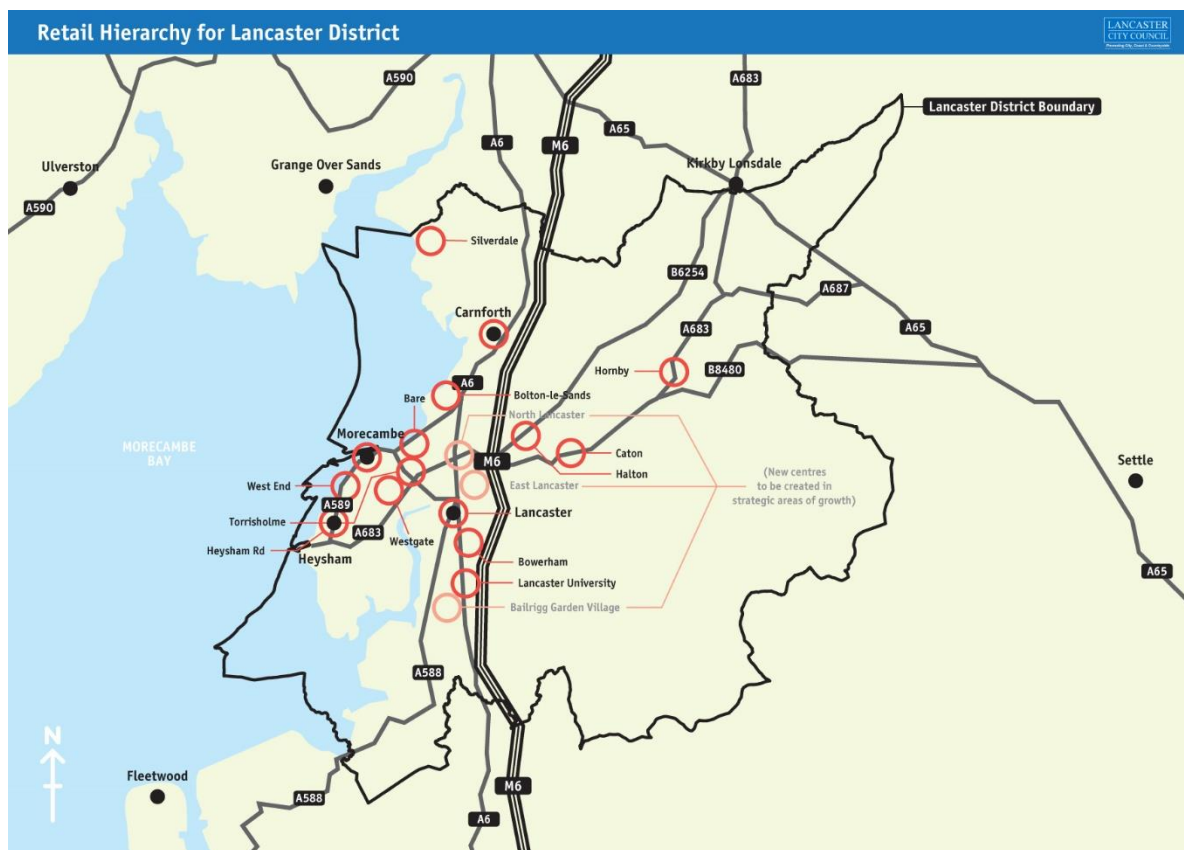 Retail Hierarchy for Lancaster District
LANCASTER
CITY COUNCIL
Promoting City, Coast & Countryside
A590
A6
M6
A683
A65
Lancaster District Boundary
Ulverston
Grange Over Sands
Kirkby Lonsdale
A590
Silverdale
B6254
A687
Carnforth
A683
A65
Hornby
B8480
A6
Bare
Bolton-le-Sands
North Lancaster
Morecambe
MORECAMBE
BAY
M6
Caton
Halton
(New centres
to be created in
strategic areas of growth)
Settle
West End
East Lancaster
A589
Torrisholme
A683
Lancaster
Westgate
Heysham Rd
Heysham
Bowerham
A65
Lancaster University
Bailrigg Garden Village
A588
N
Fleetwood
M6
A588
A6